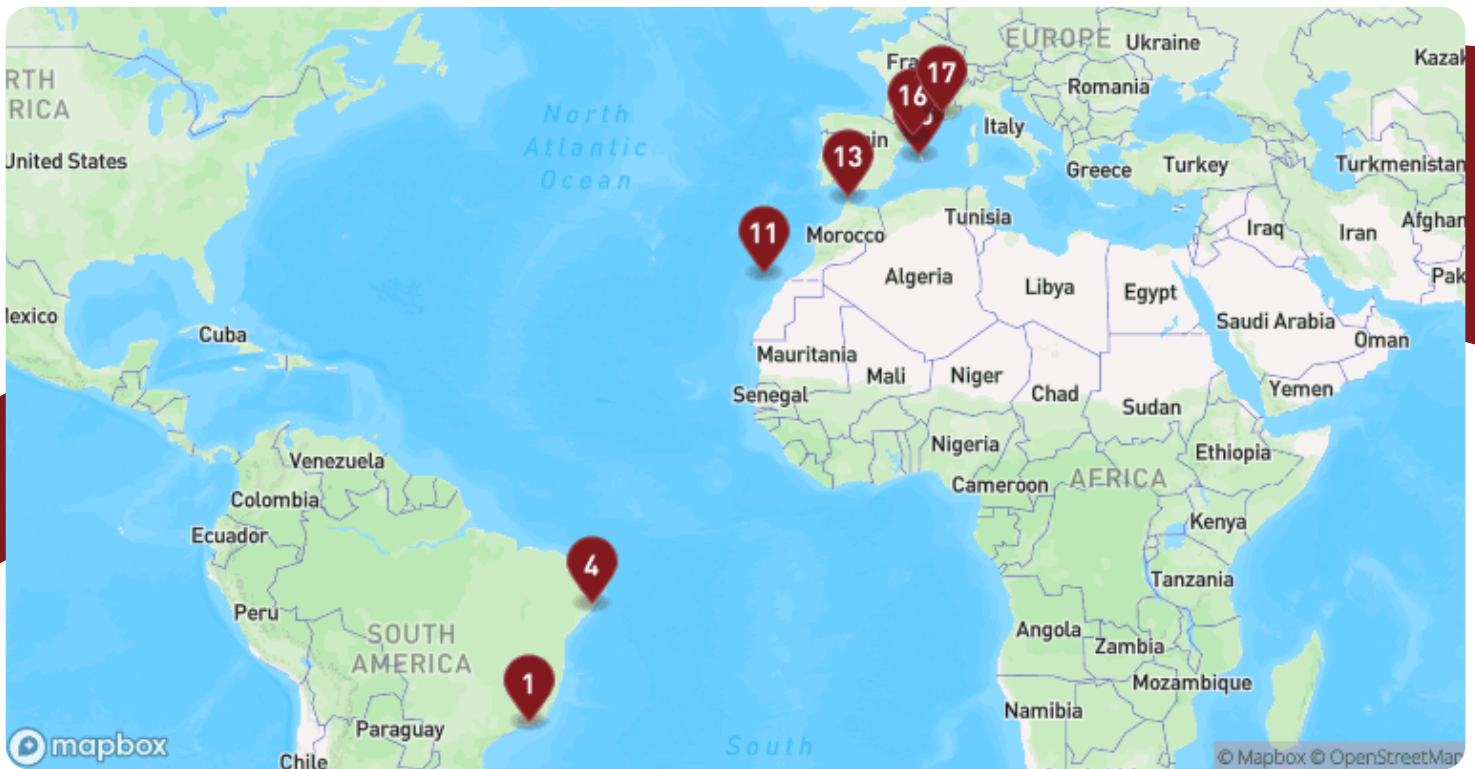 EUROPE
Ukraine
Fra
17
Kazak
RTH
RICA
Romania
16
North
Atlantic
Ocean
Italy
in
United States
13
Greece
Turkey
Turkmenistan
Tunisia
11
Morocco
Iraq
Iran
Afghan
Algeria
Libya
Egypt
Pak
Mexico
Cuba
Saudi Arabia
Oman
Mauritania
Mali
Niger
Chad
Yemen
Senegal
Sudan
Nigeria
Ethiopia
Venezuela
Cameroon
AFRICA
Colombia
Ecuador
Kenya
4
Tanzania
Peru
Angola
SOUTH
AMERICA
Zambia
1
Mozambique
Namibia
Paraguay
South
mapbox
Chile
© Mapbox © OpenStreetMap